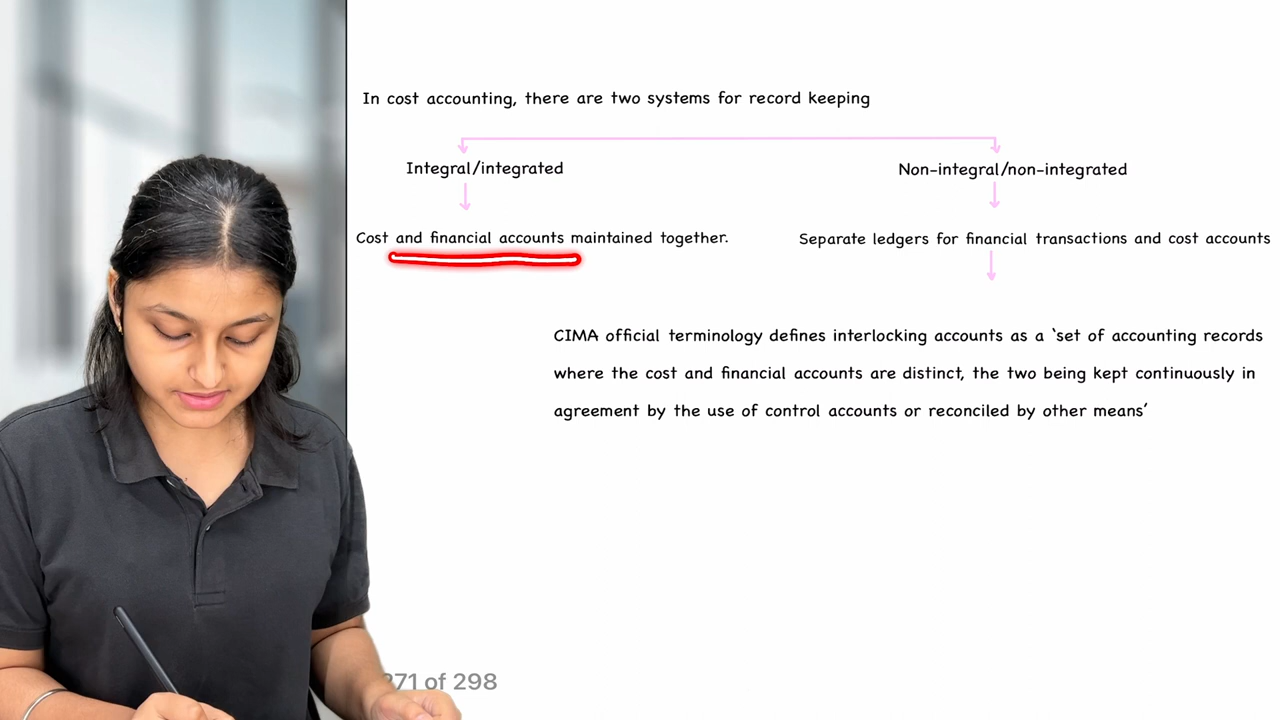 In cost accounting, there are two systems for record keeping
Integral/integrated
Non-integral/non-integrated
Cost and financial accounts maintained together.
Separate ledgers for financial transactions and cost accounts
CIMA official terminology defines interlocking accounts as a ‘set of accounting records
where the cost and financial accounts are distinct, the two being kept continuously in
agreement by the use of control accounts or reconciled by other means’
271 of 298